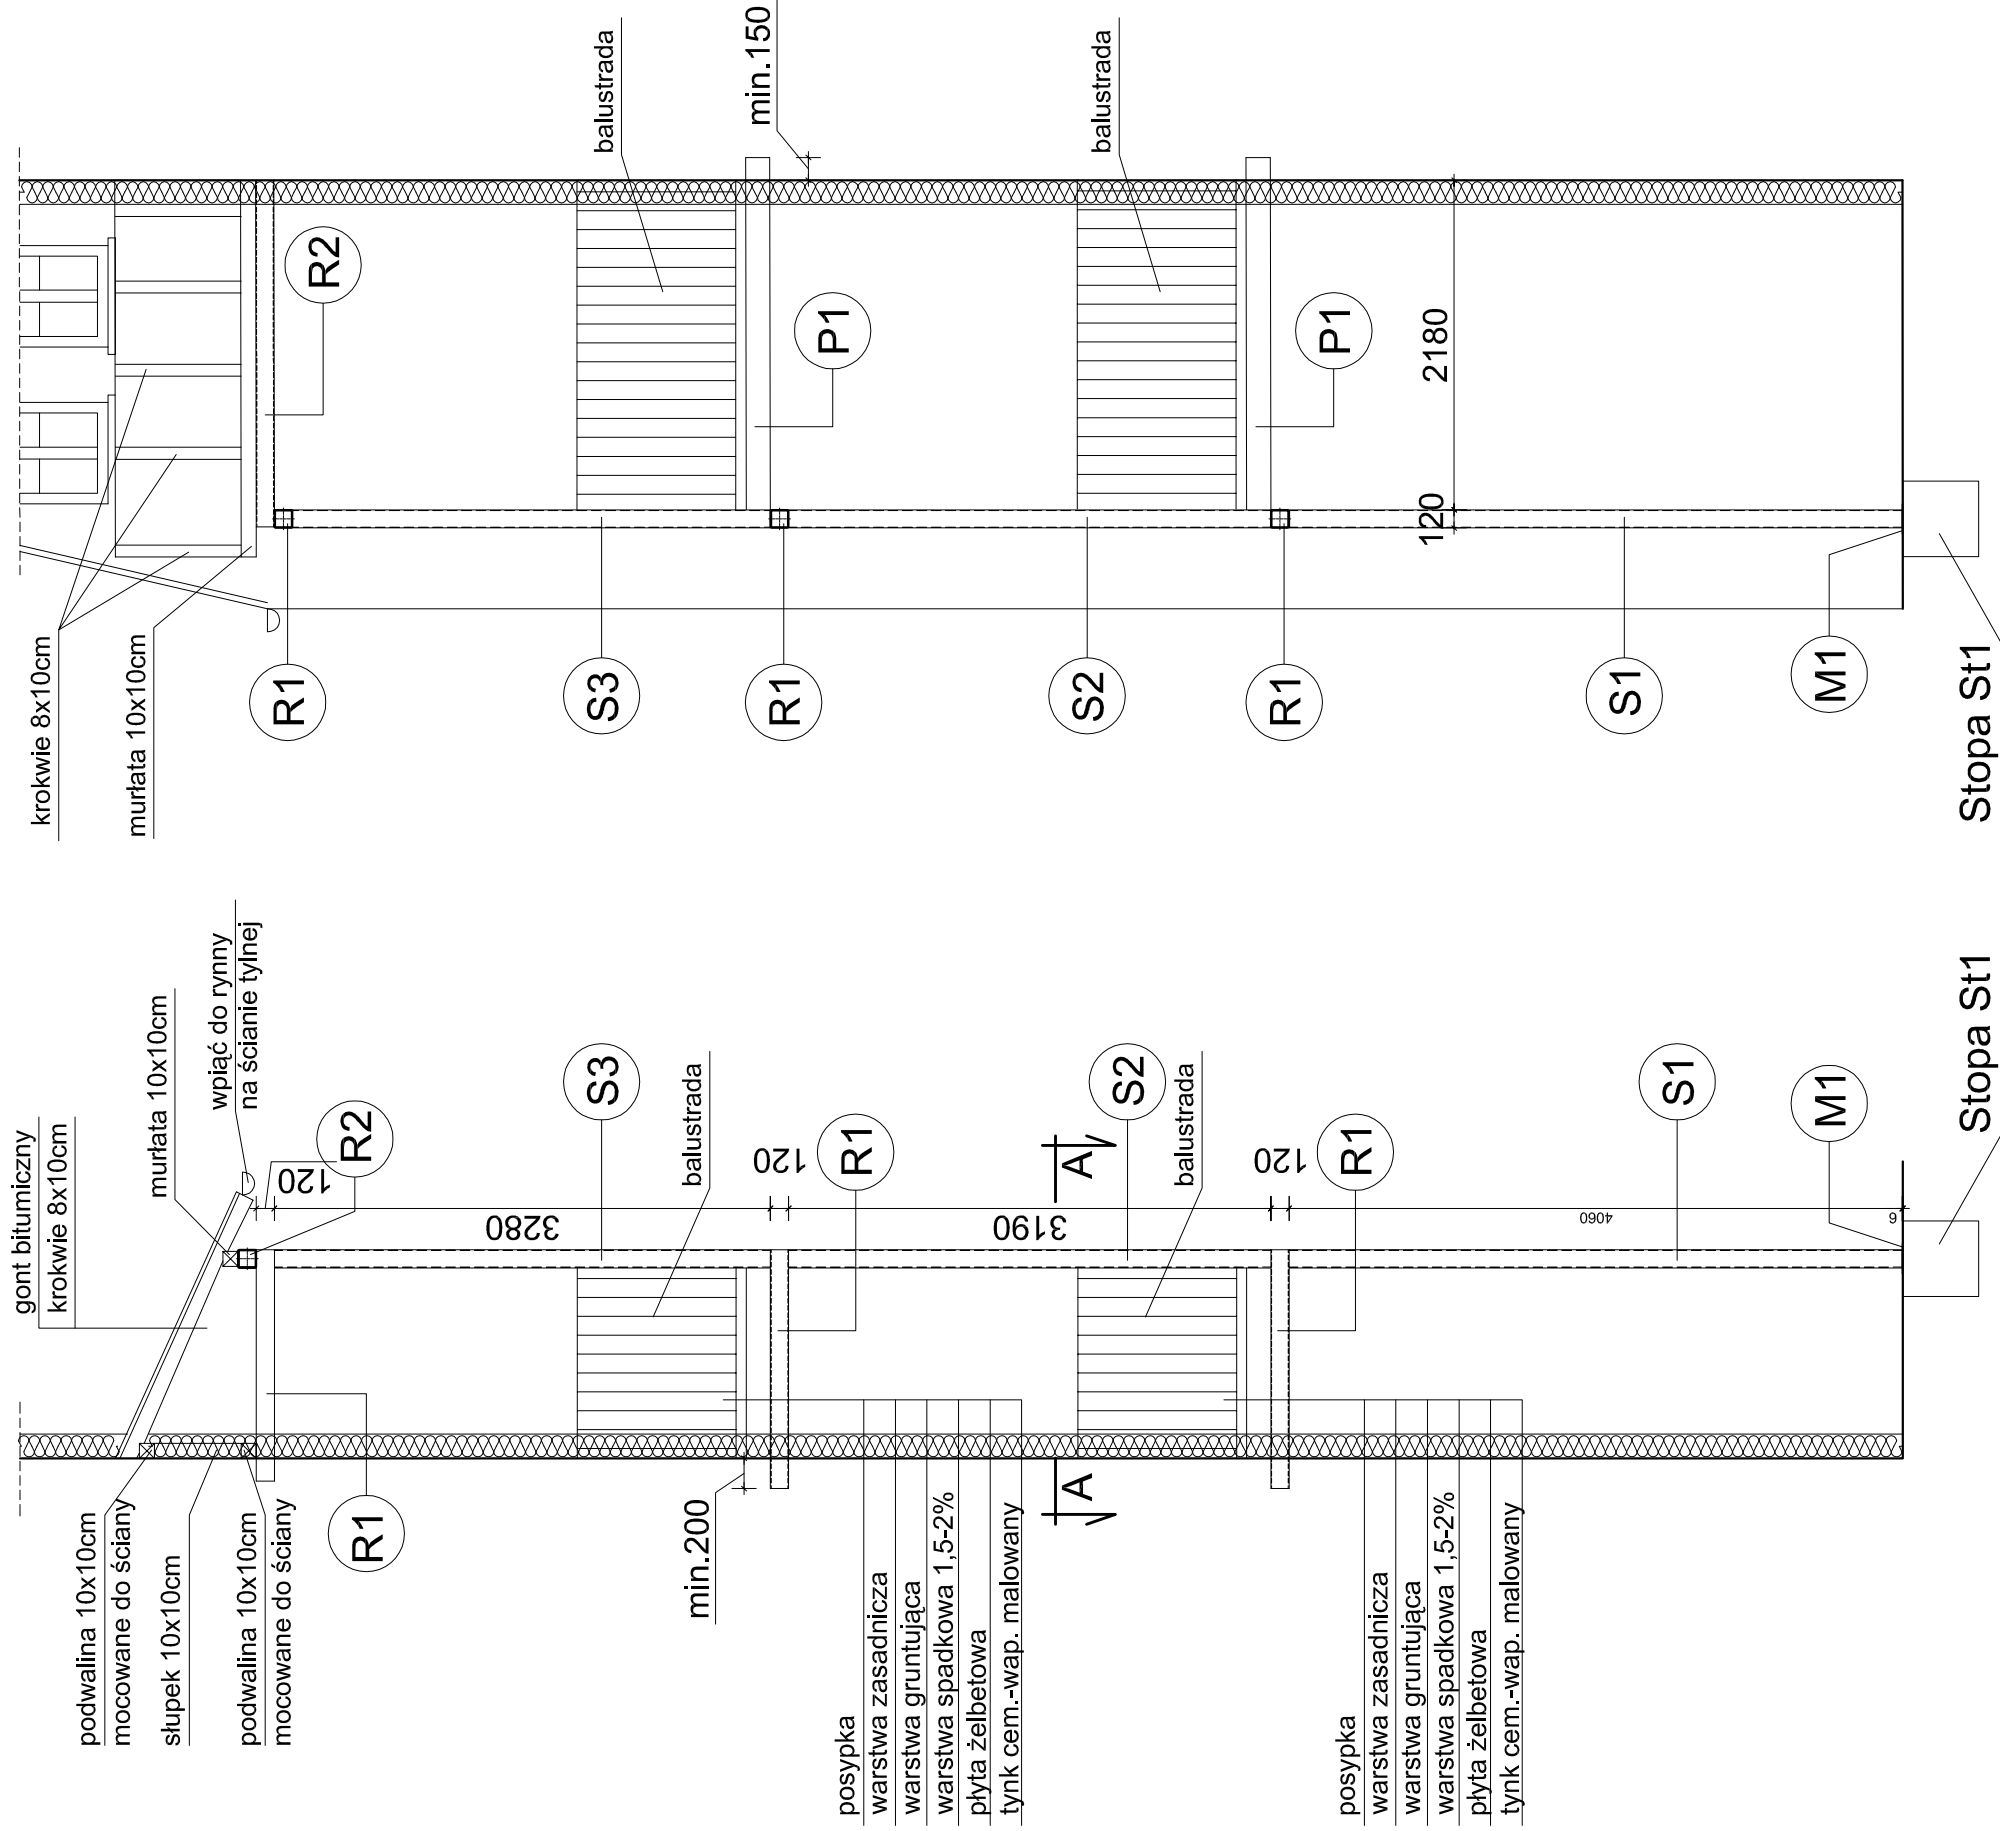 krokwie 8x10cm
murłata 10x10cm
R2
R1
balustrada
S3
min.150
P1
R1
balustrada
S2
P1
R1
2180
120
S1
M1
Stopa St1
gont bitumiczny
krokwie 8x10cm
murłata 10x10cm
wpiąć do rynny
na ścianie tylnej
120
R2
podwalina 10x10cm
mocowane do ściany
słupek 10x10cm
podwalina 10x10cm
mocowane do ściany
R1
3280
S3
balustrada
min.200
120
R1
posypka
warstwa zasadnicza
warstwa gruntująca
warstwa spadkowa 1,5-2%
płyta żelbetowa
tynk cem.-wap. malowany
3190
A
A
S2
balustrada
120
R1
posypka
warstwa zasadnicza
warstwa gruntująca
warstwa spadkowa 1,5-2%
płyta żelbetowa
tynk cem.-wap. malowany
4060
S1
6
M1
Stopa St1